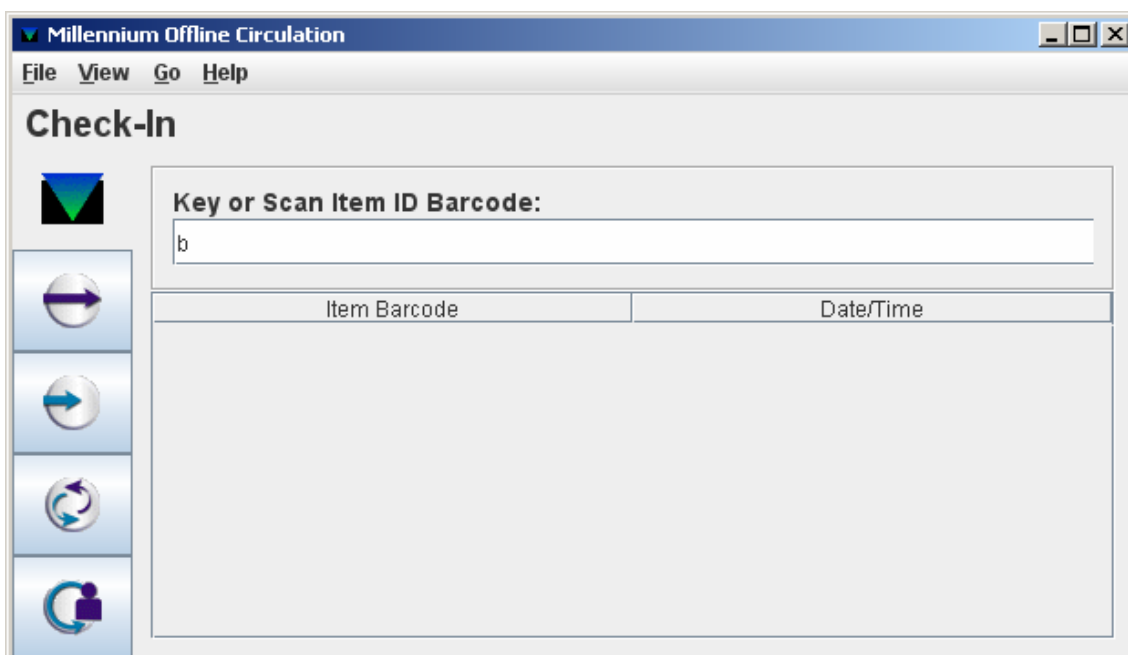 Millennium Offline Circulation
File View Go Help
Check-In
Key or Scan Item ID Barcode:
b
Item Barcode Date/Time